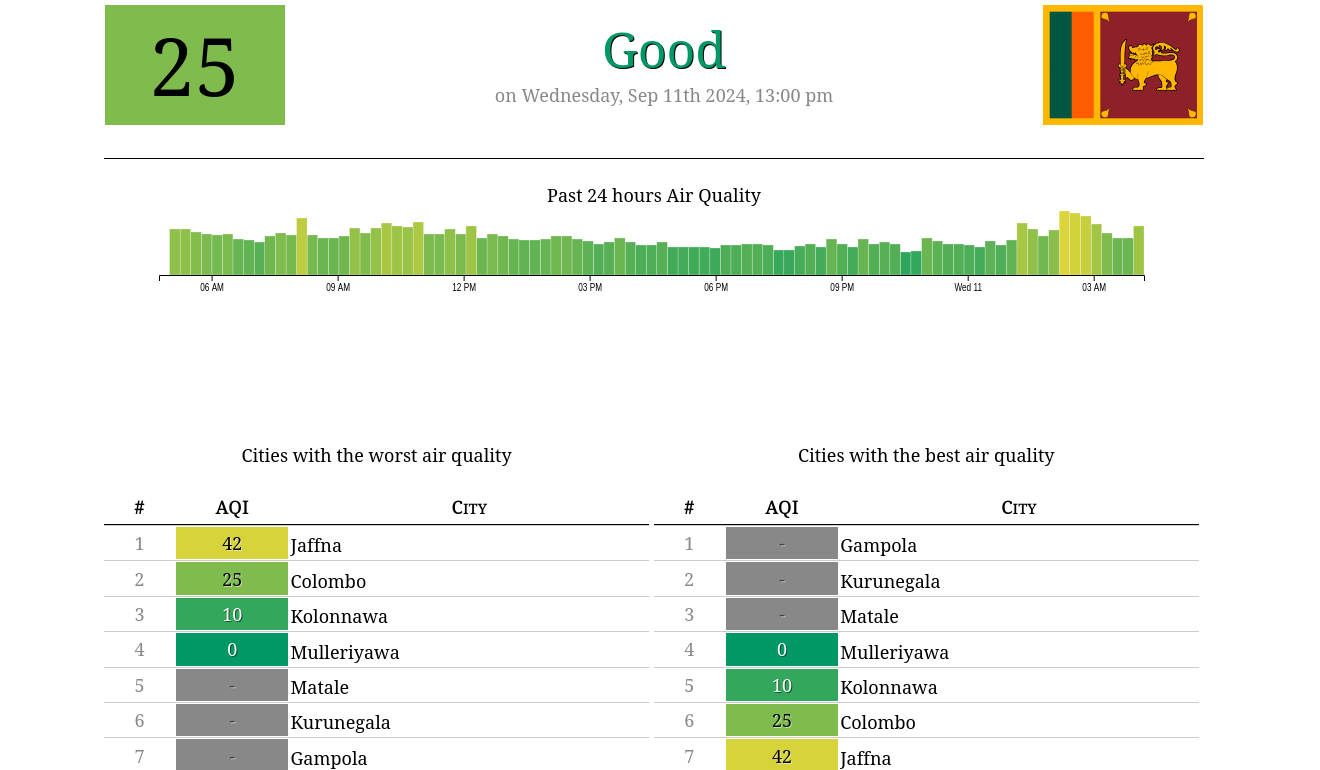 25
Good
on Wednesday, Sep 11th 2024, 13:00 pm
Past 24 hours Air Quality
06 AM 09 AM 12 PM 03 PM 06 PM 09 PM Wed 11 03 AM
Cities with the worst air quality
# AQI City
1 42 Jaffna
2 25 Colombo
3 10 Kolonnawa
4 0 Mulleriyawa
5 - Matale
6 - Kurunegala
7 - Gampola
Cities with the best air quality
# AQI City
1 - Gampola
2 - Kurunegala
3 - Matale
4 0 Mulleriyawa
5 10 Kolonnawa
6 25 Colombo
7 42 Jaffna